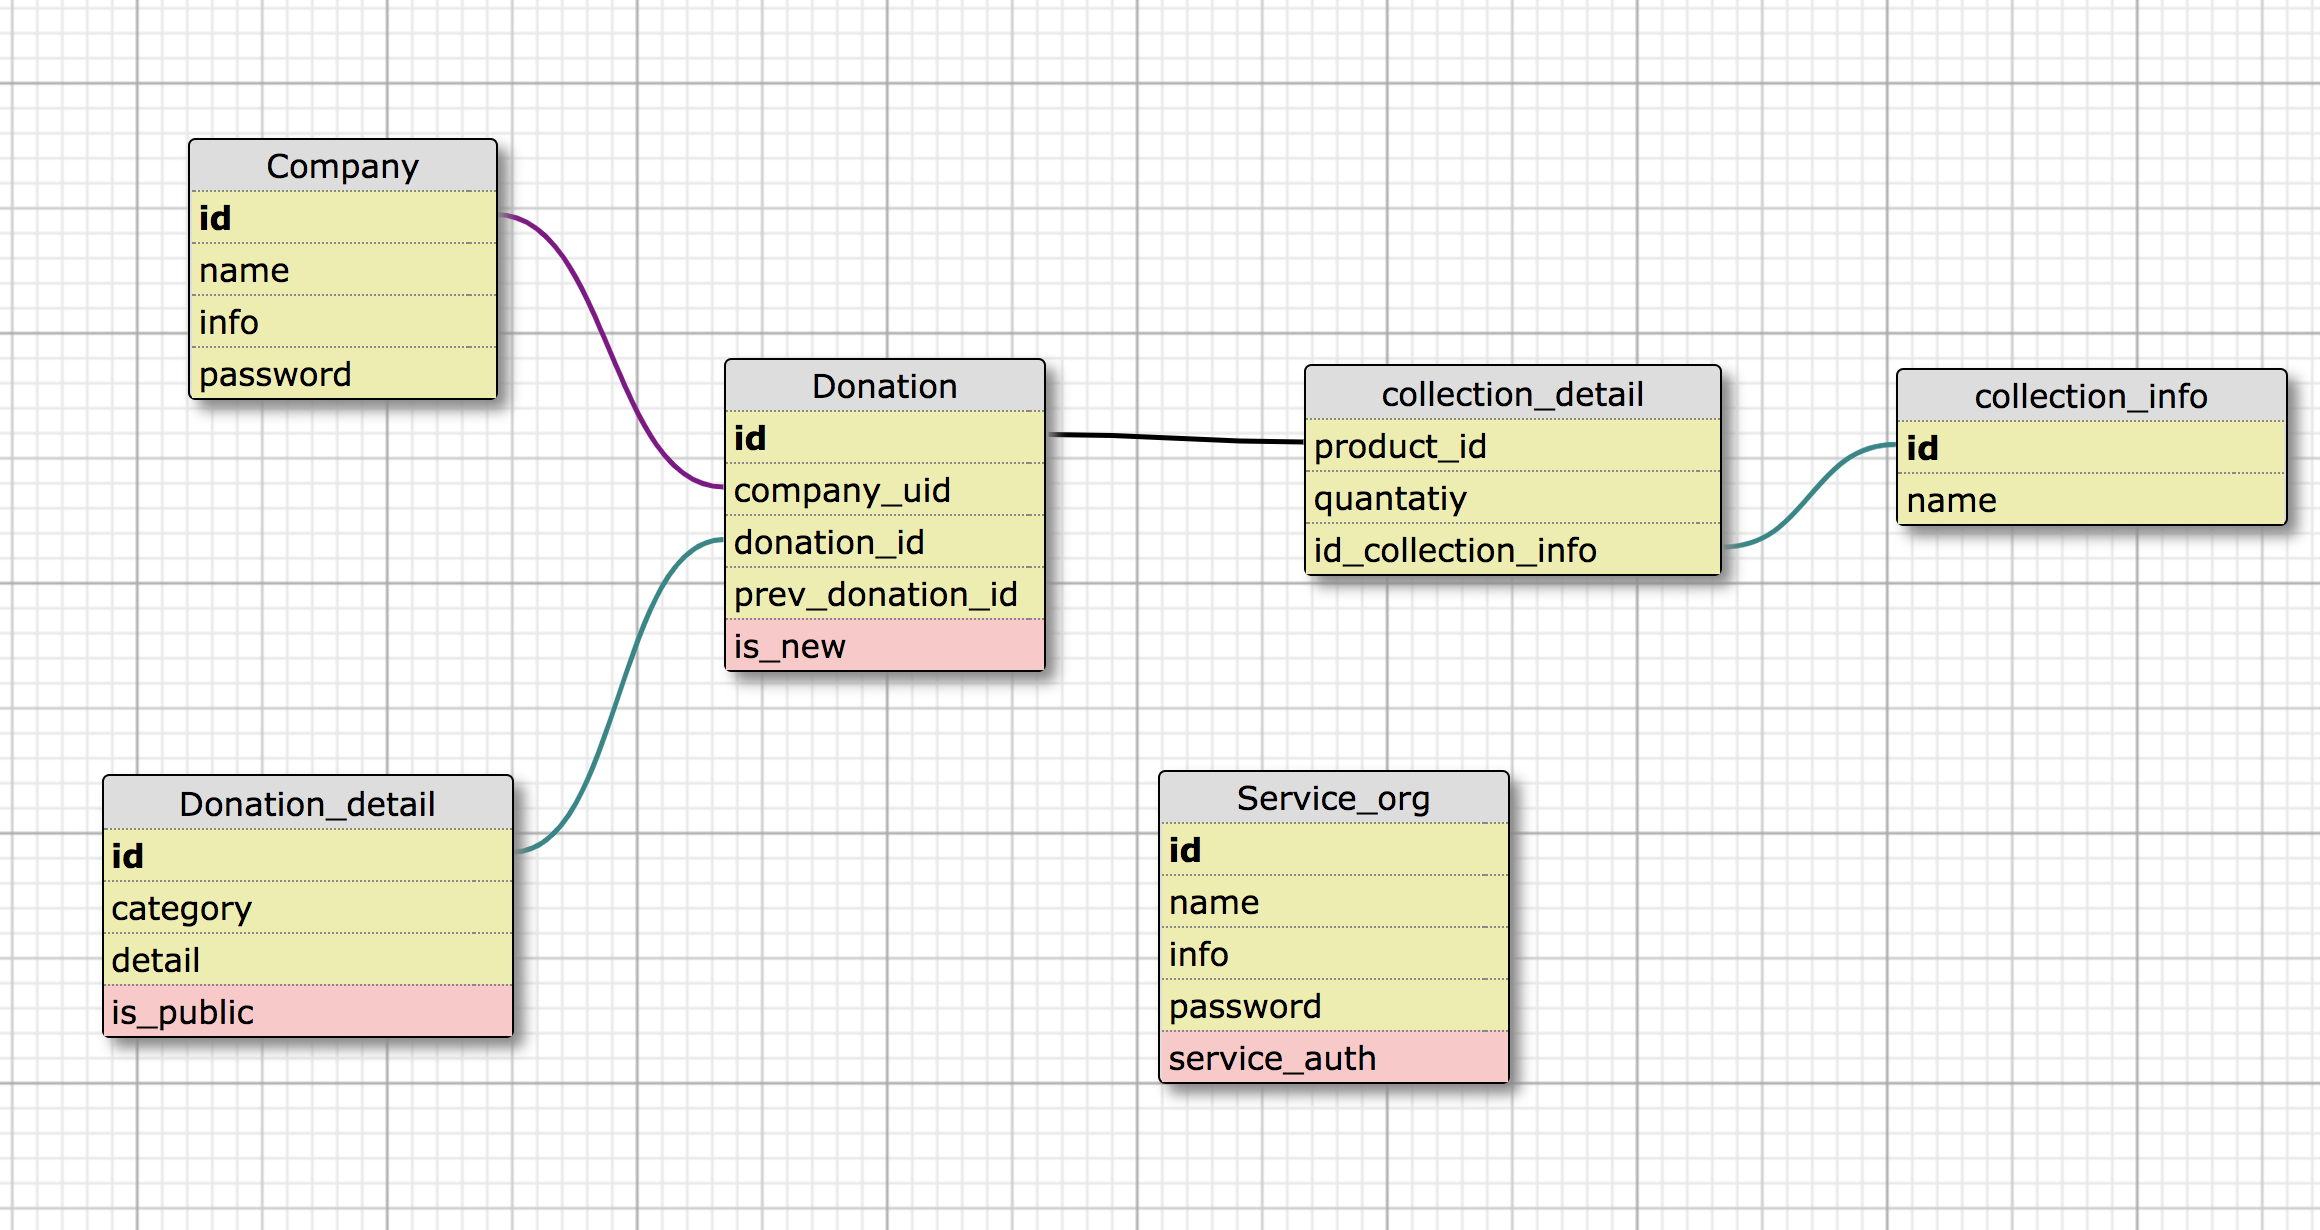 Company
id
name
info
password
Donation
id
company_uid
donation_id
prev_donation_id
is_new
collection_detail
product_id
quantatiy
id_collection_info
collection_info
id
name
Donation_detail
id
category
detail
is_public
Service_org
id
name
info
password
service_auth